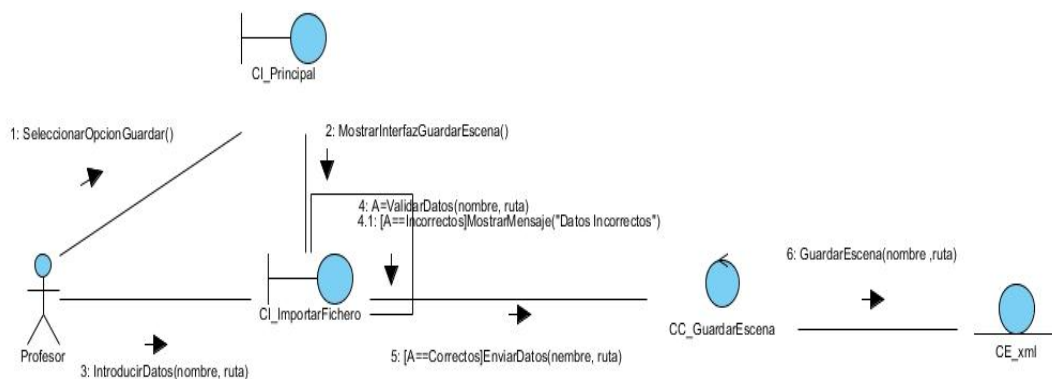 CI_Principal
1: SeleccionarOpcionGuardar()
2: MostrarInterfazGuardarEscena()
4: A=ValidarDatos(nombre, ruta)
4.1: [A==Incorrectos]MostrarMensaje("Datos Incorrectos")
6: GuardarEscena(nombre ,ruta)
CI_ImportarFichero
CC_GuardarEscena
Profesor
CE_xml
3: IntroducirDatos(nombre, ruta)
5: [A==Correctos]EnviarDatos(nembre, ruta)